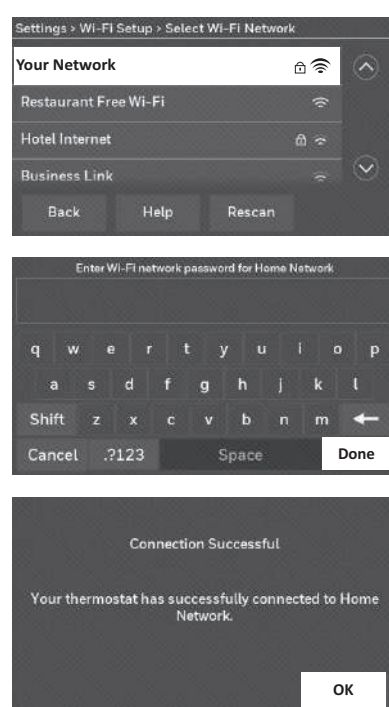 Settings > Wi-Fi Setup > Select Wi-Fi Network
Your Network
Restaurant Free Wi-Fi
Hotel Internet
Business Link
Back Help Rescan
Enter Wi-Fi network password for Home Network
q w e r t y u i o p
a s d f g h j k l
Shift z x c v b n m
Cancel .?123 Space Done
Connection Successful
Your thermostat has successfully connected to Home
Network.
OK